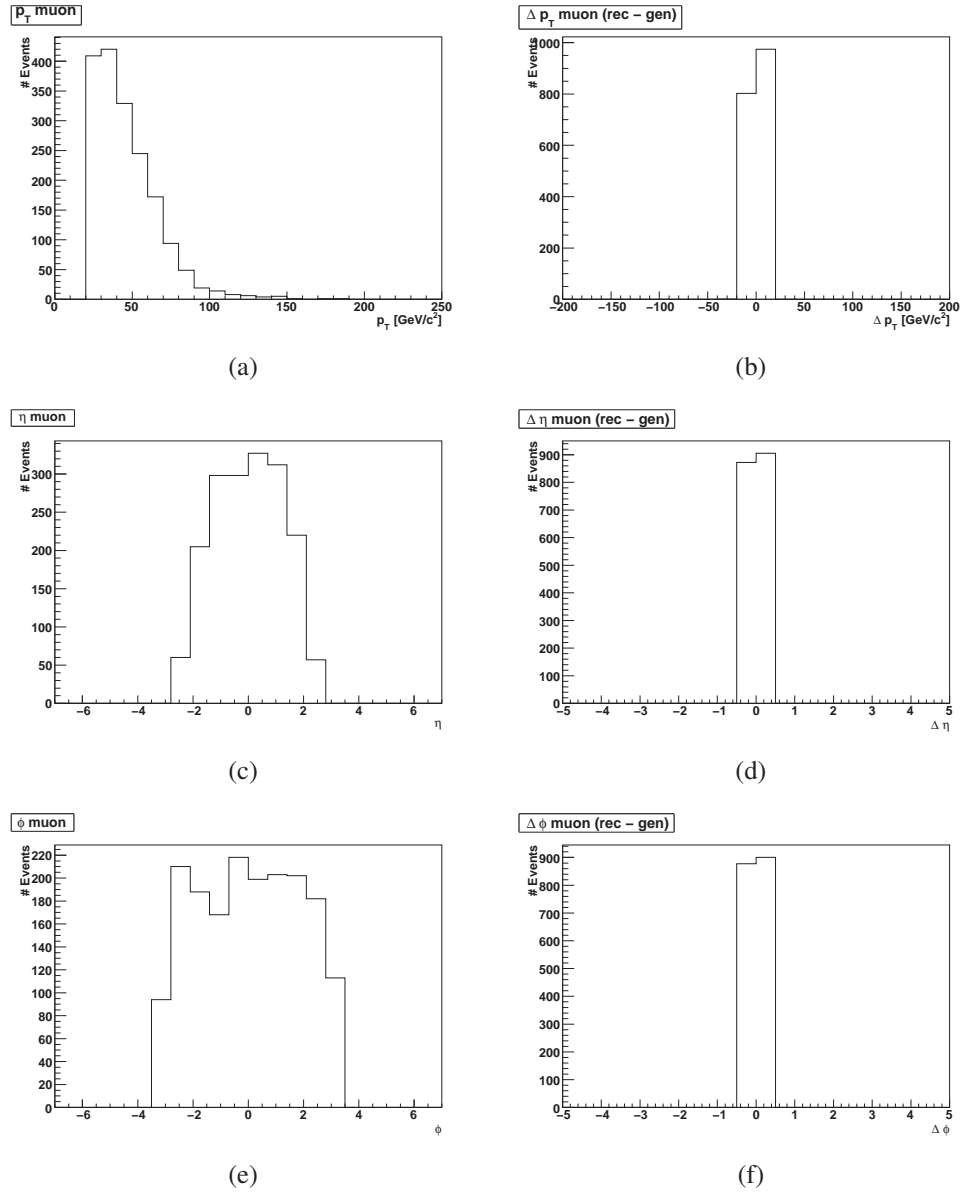 p_T muon
# Events
400
350
300
250
200
150
100
50
0
0 50 100 150 200 250
p_T [GeV/c²]
(a)
Δ p_T muon (rec − gen)
# Events
1000
800
600
400
200
0
−200 −150 −100 −50 0 50 100 150 200
Δ p_T [GeV/c²]
(b)
η muon
# Events
300
250
200
150
100
50
0
−6 −4 −2 0 2 4 6
η
(c)
Δ η muon (rec − gen)
# Events
900
800
700
600
500
400
300
200
100
0
−5 −4 −3 −2 −1 0 1 2 3 4 5
Δ η
(d)
ϕ muon
# Events
220
200
180
160
140
120
100
80
60
40
20
0
−6 −4 −2 0 2 4 6
ϕ
(e)
Δ ϕ muon (rec − gen)
# Events
900
800
700
600
500
400
300
200
100
0
−5 −4 −3 −2 −1 0 1 2 3 4 5
Δ ϕ
(f)